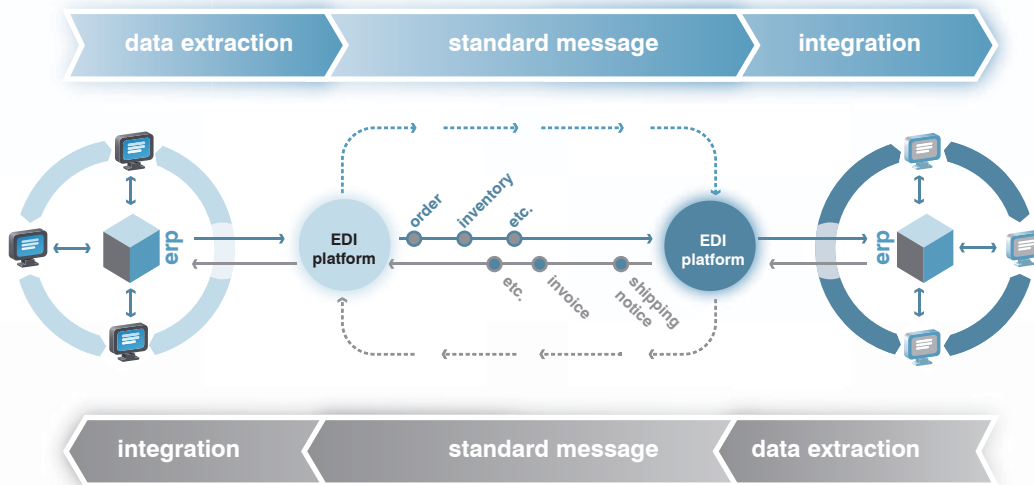 data extraction
standard message
integration
order
inventory
etc.
erp
EDI
platform
EDI
platform
erp
etc.
invoice
shipping
notice
integration
standard message
data extraction